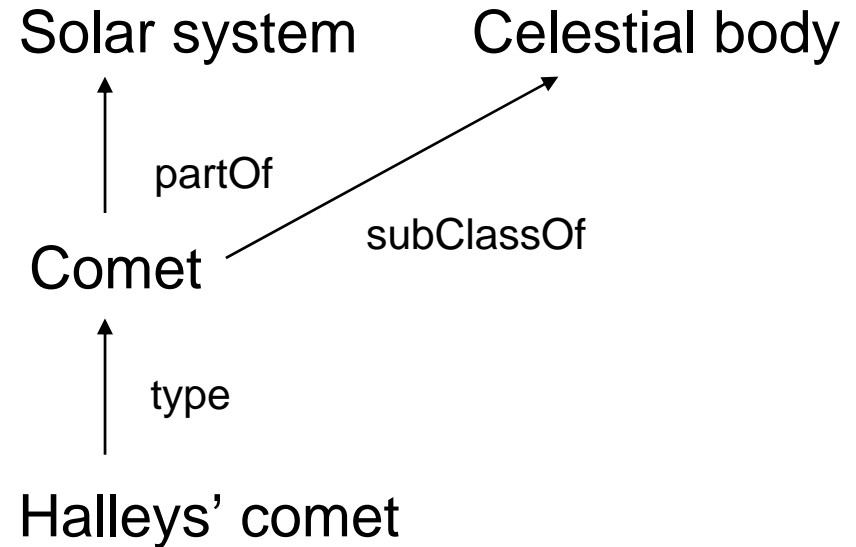 Solar system Celestial body
partOf
subClassOf
Comet
type
Halleys’ comet